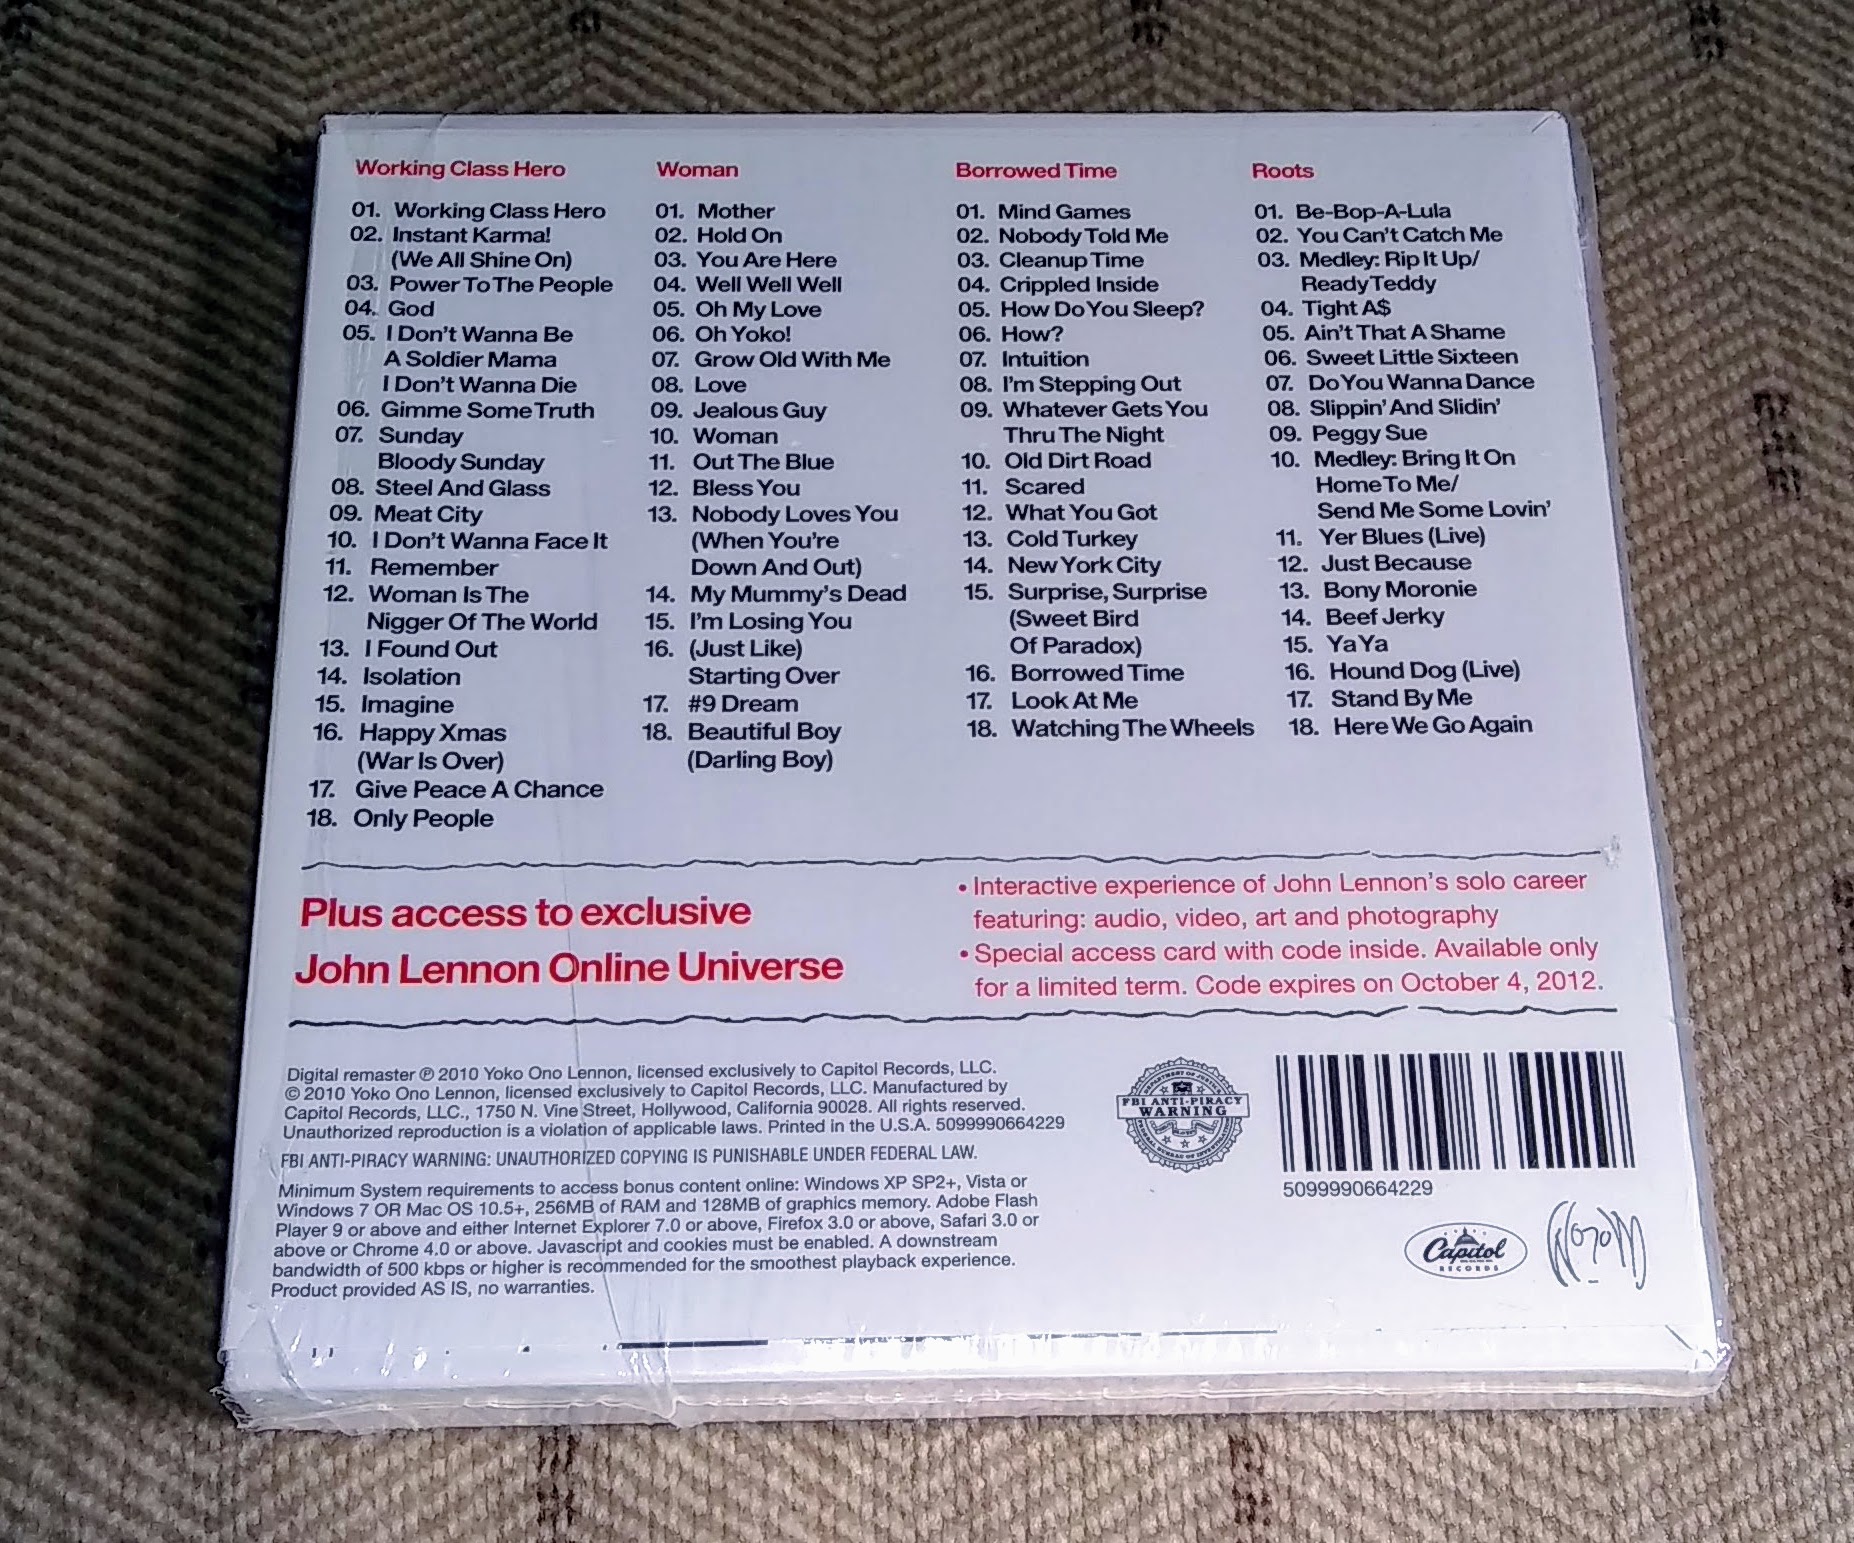 Working Class Hero
01. Working Class Hero
02. Instant Karma!
(We All Shine On)
03. Power To The People
04. God
05. I Don't Wanna Be
A Soldier Mama
I Don't Wanna Die
06. Gimme Some Truth
07. Sunday
Bloody Sunday
08. Steel And Glass
09. Meat City
10. I Don't Wanna Face It
11. Remember
12. Woman Is The
Nigger Of The World
13. I Found Out
14. Isolation
15. Imagine
16. Happy Xmas
(War Is Over)
17. Give Peace A Chance
18. Only People
Woman
01. Mother
02. Hold On
03. You Are Here
04. Well Well Well
05. Oh My Love
06. Oh Yoko!
07. Grow Old With Me
08. Love
09. Jealous Guy
10. Woman
11. Out The Blue
12. Bless You
13. Nobody Loves You
(When You're
Down And Out)
14. My Mummy's Dead
15. I'm Losing You
16. (Just Like)
Starting Over
17. #9 Dream
18. Beautiful Boy
(Darling Boy)
Borrowed Time
01. Mind Games
02. Nobody Told Me
03. Cleanup Time
04. Crippled Inside
05. How Do You Sleep?
06. How?
07. Intuition
08. I'm Stepping Out
09. Whatever Gets You
Thru The Night
10. Old Dirt Road
11. Scared
12. What You Got
13. Cold Turkey
14. New York City
15. Surprise, Surprise
(Sweet Bird
Of Paradox)
16. Borrowed Time
17. Look At Me
18. Watching The Wheels
Roots
01. Be-Bop-A-Lula
02. You Can't Catch Me
03. Medley: Rip It Up/
Ready Teddy
04. Tight A$
05. Ain't That A Shame
06. Sweet Little Sixteen
07. Do You Wanna Dance
08. Slippin' And Slidin'
09. Peggy Sue
10. Medley: Bring It On
Home To Me/
Send Me Some Lovin'
11. Yer Blues (Live)
12. Just Because
13. Bony Moronie
14. Beef Jerky
15. Ya Ya
16. Hound Dog (Live)
17. Stand By Me
18. Here We Go Again
Plus access to exclusive
John Lennon Online Universe
• Interactive experience of John Lennon's solo career
featuring: audio, video, art and photography
• Special access card with code inside. Available only
for a limited term. Code expires on October 4, 2012.
Digital remaster ℗ 2010 Yoko Ono Lennon, licensed exclusively to Capitol Records, LLC.
© 2010 Yoko Ono Lennon, licensed exclusively to Capitol Records, LLC. Manufactured by
Capitol Records, LLC., 1750 N. Vine Street, Hollywood, California 90028. All rights reserved.
Unauthorized reproduction is a violation of applicable laws. Printed in the U.S.A. 5099990664229
FBI ANTI-PIRACY WARNING: UNAUTHORIZED COPYING IS PUNISHABLE UNDER FEDERAL LAW.
Minimum System requirements to access bonus content online: Windows XP SP2+, Vista or
Windows 7 OR Mac OS 10.5+, 256MB of RAM and 128MB of graphics memory. Adobe Flash
Player 9 or above and either Internet Explorer 7.0 or above, Firefox 3.0 or above, Safari 3.0 or
above or Chrome 4.0 or above. Javascript and cookies must be enabled. A downstream
bandwidth of 500 kbps or higher is recommended for the smoothest playback experience.
Product provided AS IS, no warranties.
DEPARTMENT OF JUSTICE
FBI ANTI-PIRACY
WARNING
FEDERAL BUREAU OF INVESTIGATION
5099990664229
Capitol
RECORDS